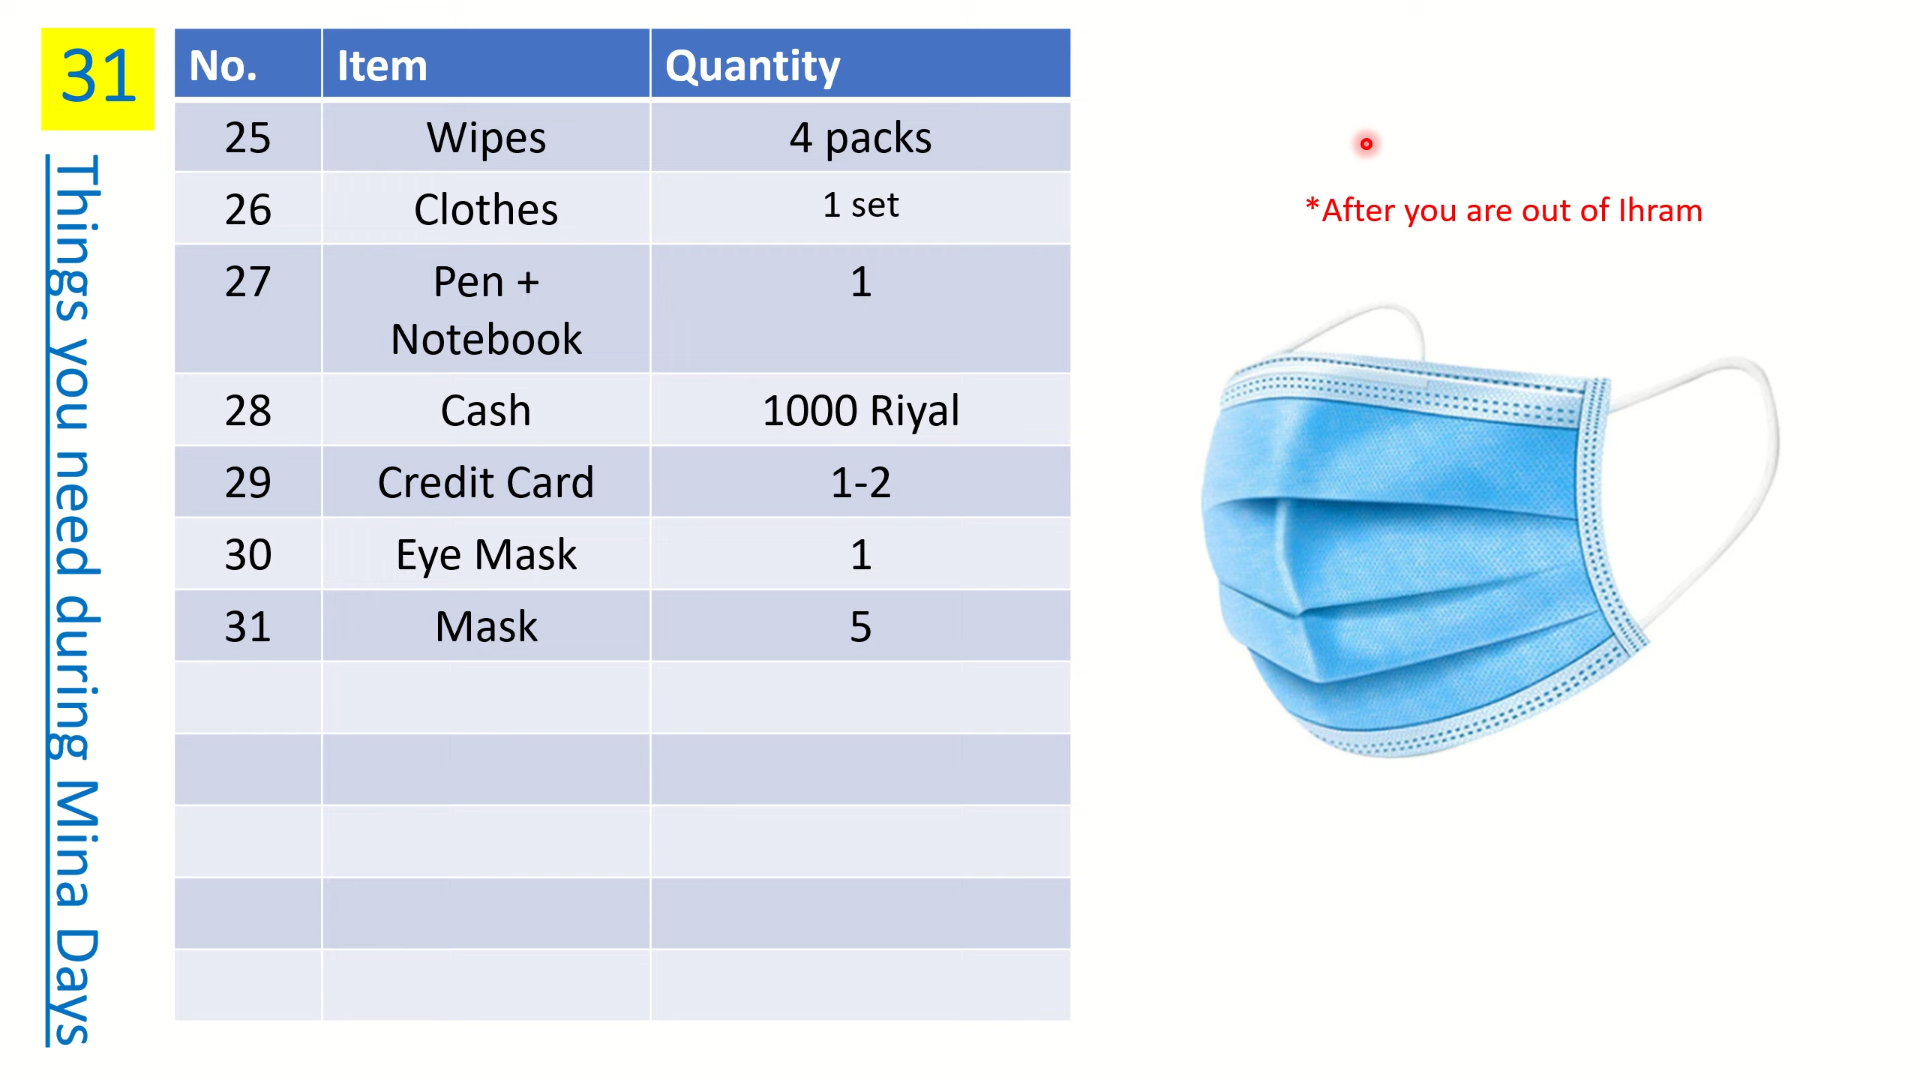 31
Things you need during Mina Days
No. Item Quantity
25 Wipes 4 packs
26 Clothes 1 set
27 Pen + 1
Notebook
28 Cash 1000 Riyal
29 Credit Card 1-2
30 Eye Mask 1
31 Mask 5
*After you are out of Ihram